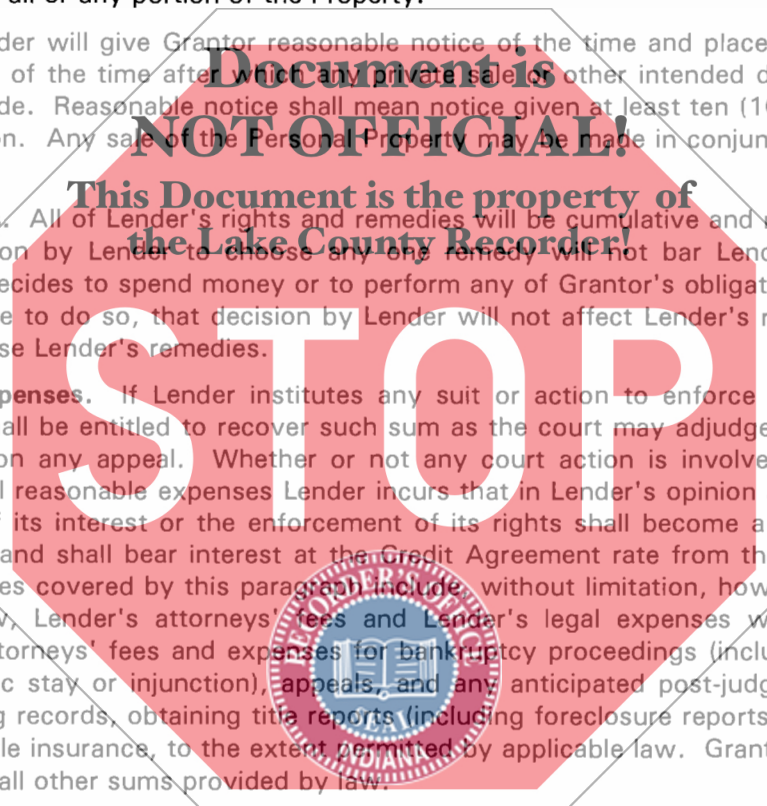 all or any portion of the Property.
der will give Grantor reasonable notice of the time and place
of the time after which any private sale or other intended d
de. Reasonable notice shall mean notice given at least ten (1
n. Any sale of the Personal Property may be made in conjun
Document is
NOT OFFICIAL!
This Document is the property of
the Lake County Recorder!
. All of Lender's rights and remedies will be cumulative and
on by Lender to choose any one remedy will not bar Lend
ecides to spend money or to perform any of Grantor's obligat
e to do so, that decision by Lender will not affect Lender's r
se Lender's remedies.
STOP
penses. If Lender institutes any suit or action to enforce
all be entitled to recover such sum as the court may adjudge
on any appeal. Whether or not any court action is involve
l reasonable expenses Lender incurs that in Lender's opinion
its interest or the enforcement of its rights shall become a
and shall bear interest at the Credit Agreement rate from th
es covered by this paragraph include, without limitation, how
, Lender's attorneys' fees and Lender's legal expenses w
torneys' fees and expenses for bankruptcy proceedings (inclu
c stay or injunction), appeals, and any anticipated post-judg
g records, obtaining title reports (including foreclosure reports
le insurance, to the extent permitted by applicable law. Grant
all other sums provided by law.
RECORDER'S OFFICE
SEAL
INDIANA